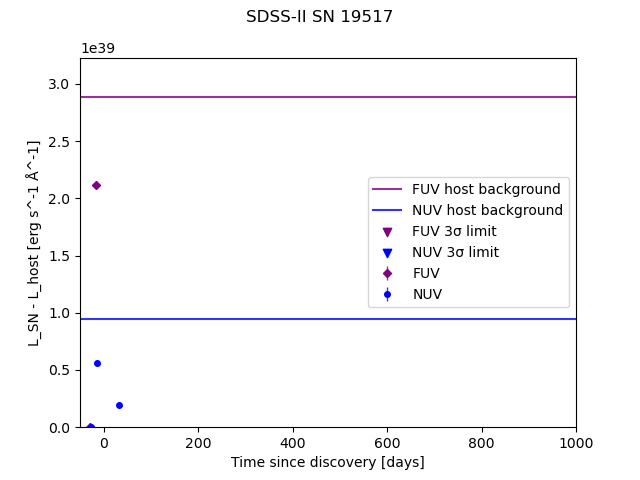 SDSS-II SN 19517
1e39
L_SN - L_host [erg s^-1 Å^-1]
3.0
2.5
2.0
1.5
1.0
0.5
0.0
FUV host background
NUV host background
FUV 3σ limit
NUV 3σ limit
FUV
NUV
0 200 400 600 800 1000
Time since discovery [days]